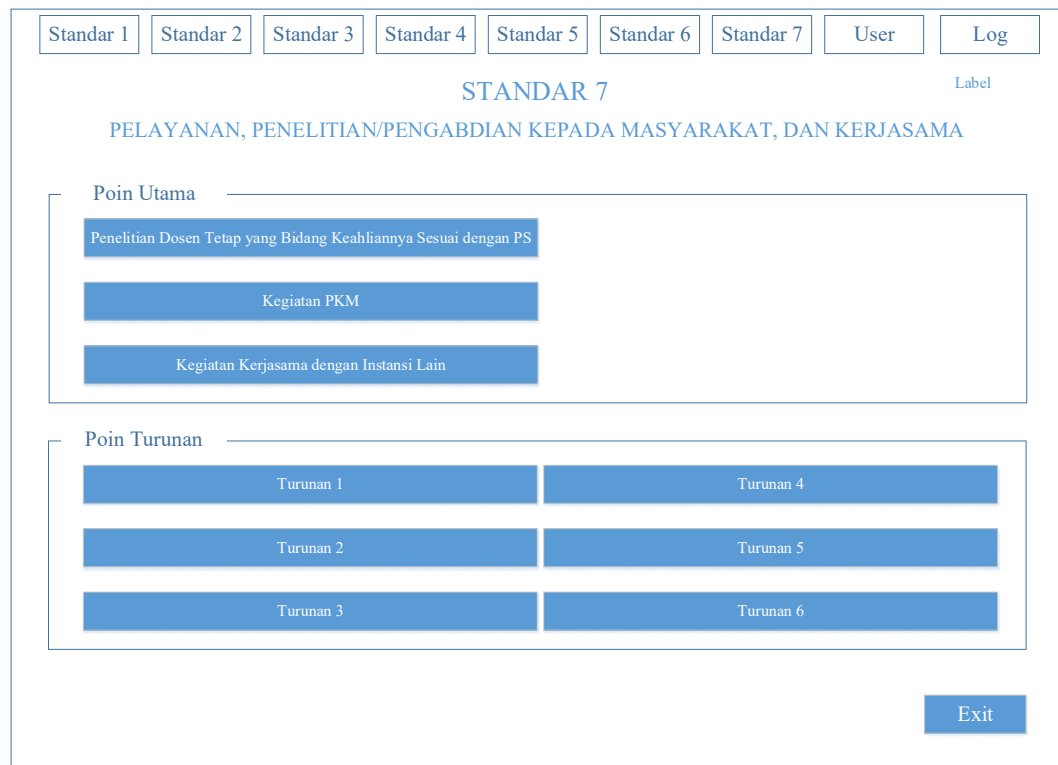 Standar 1 Standar 2 Standar 3 Standar 4 Standar 5 Standar 6 Standar 7 User Log
Label
STANDAR 7
PELAYANAN, PENELITIAN/PENGABDIAN KEPADA MASYARAKAT, DAN KERJASAMA
Poin Utama
Penelitian Dosen Tetap yang Bidang Keahliannya Sesuai dengan PS
Kegiatan PKM
Kegiatan Kerjasama dengan Instansi Lain
Poin Turunan
Turunan 1 Turunan 4
Turunan 2 Turunan 5
Turunan 3 Turunan 6
Exit